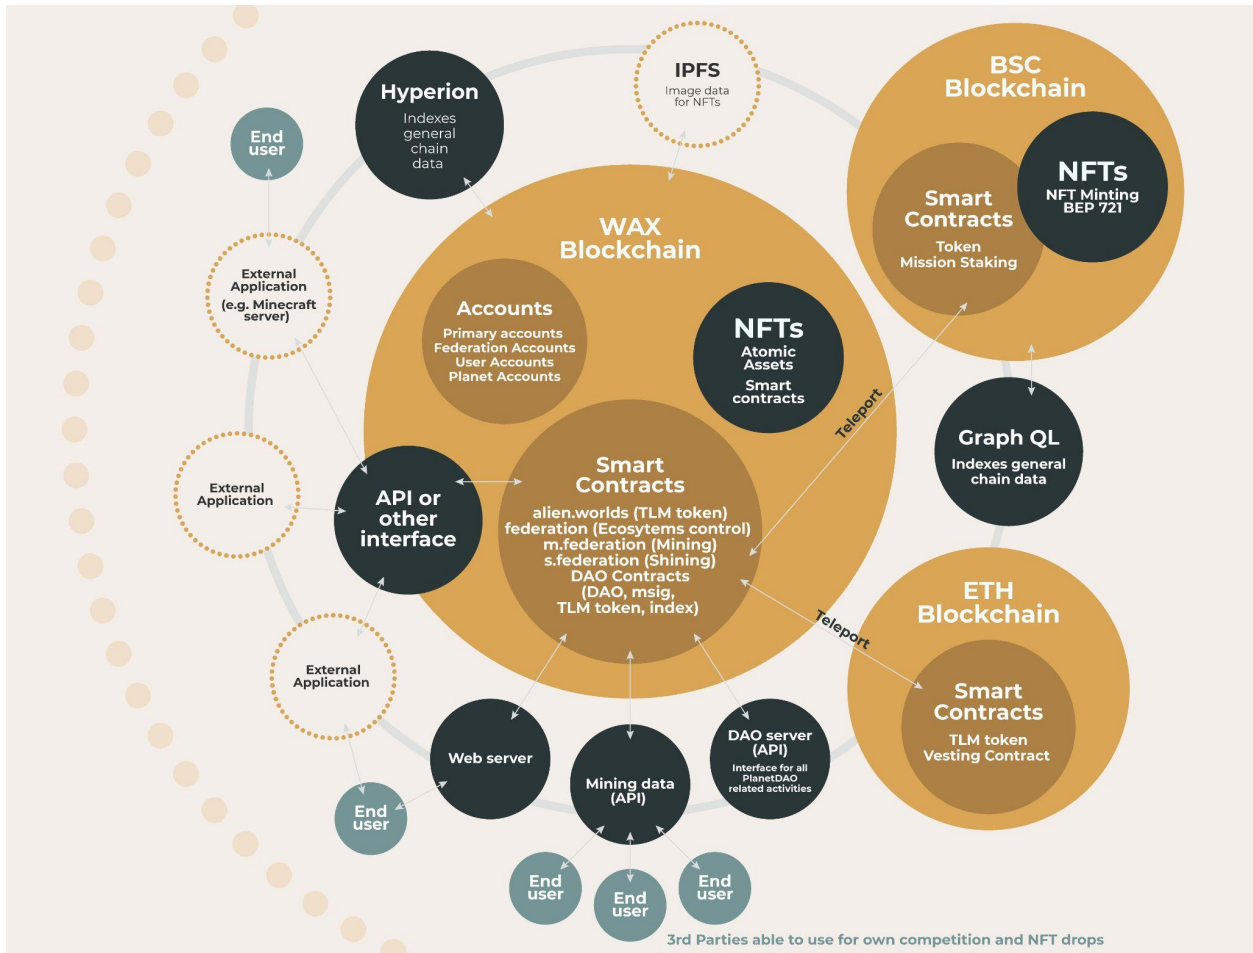 Hyperion
Indexes
general
chain
data
IPFS
Image data
for NFTs
BSC
Blockchain
NFTs
NFT Minting
BEP 721
Smart
Contracts
Token
Mission Staking
End
user
External
Application
(e.g. Minecraft
server)
WAX
Blockchain
Accounts
Primary accounts
Federation Accounts
User Accounts
Planet Accounts
NFTs
Atomic
Assets
Smart
contracts
Teleport
Graph QL
Indexes general
chain data
External
Application
API or
other
interface
Smart
Contracts
alien.worlds (TLM token)
federation (Ecosytems control)
m.federation (Mining)
s.federation (Shining)
DAO Contracts
(DAO, msig,
TLM token, index)
Teleport
ETH
Blockchain
Smart
Contracts
TLM token
Vesting Contract
External
Application
Web server
Mining data
(API)
DAO server
(API)
Interface for all
PlanetDAO
related activities
End
user
End
user
End
user
End
user
3rd Parties able to use for own competition and NFT drops